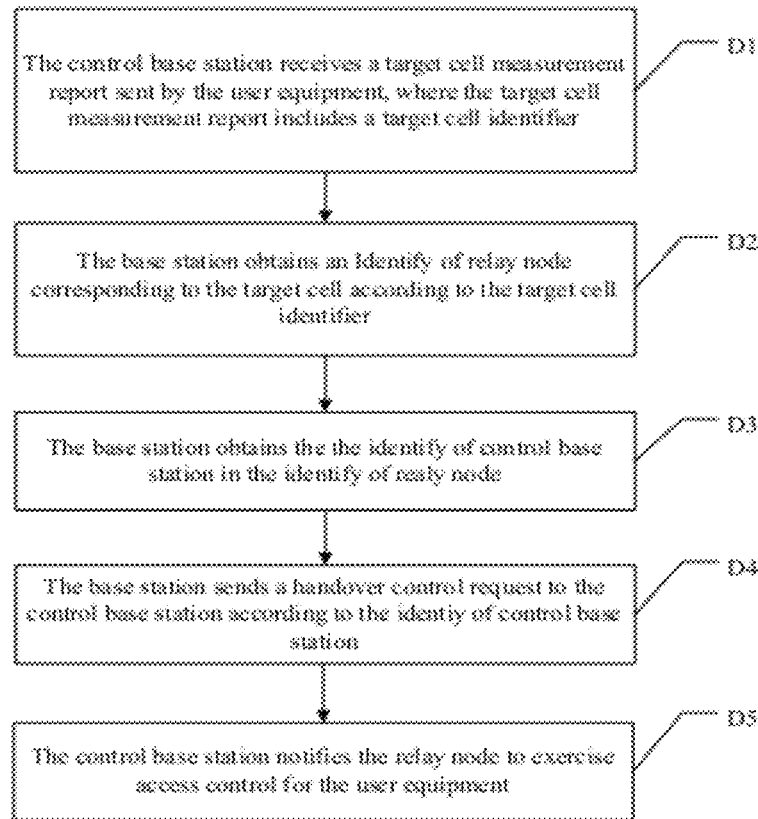 The control base station receives a target cell measurement
report sent by the user equipment, where the target cell
measurement report includes a target cell identifier
D1
The base station obtains an Identify of relay node
corresponding to the target cell according to the target cell
identifier
D2
The base station obtains the the identify of control base
station in the identify of realy node
D3
The base station sends a handover control request to the
control base station according to the identiy of control base
station
D4
The control base station notifies the relay node to exercise
access control for the user equipment
D5